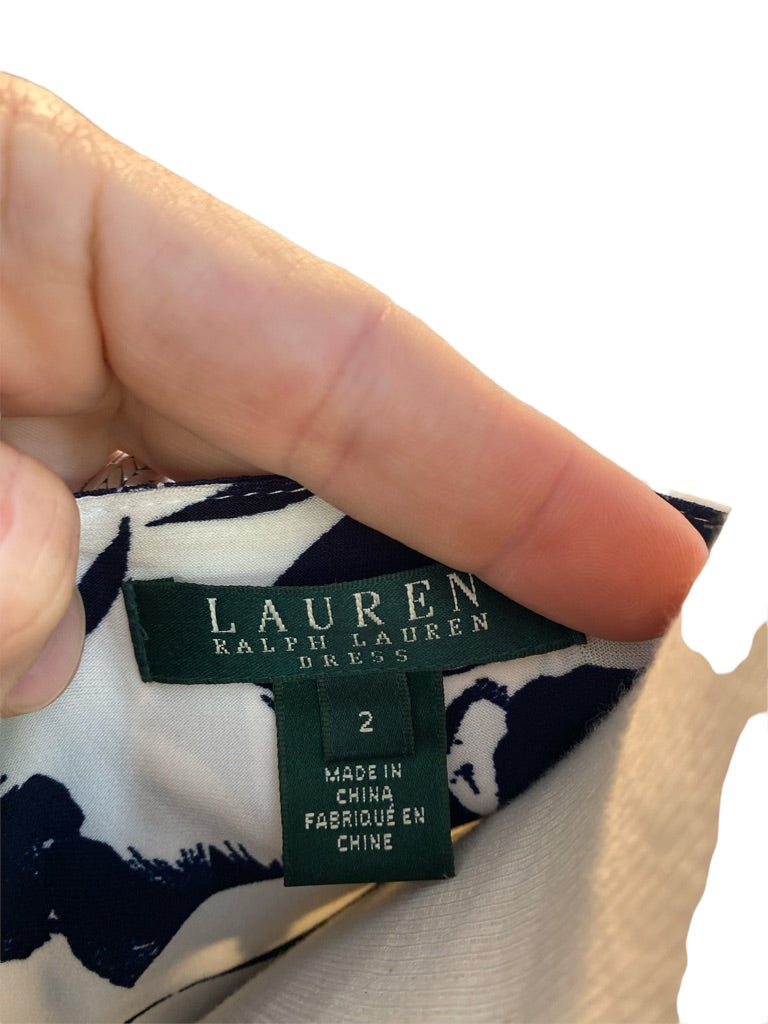 LAUREN
RALPH LAUREN
DRESS
2
MADE IN
CHINA
FABRIQUÉ EN
CHINE